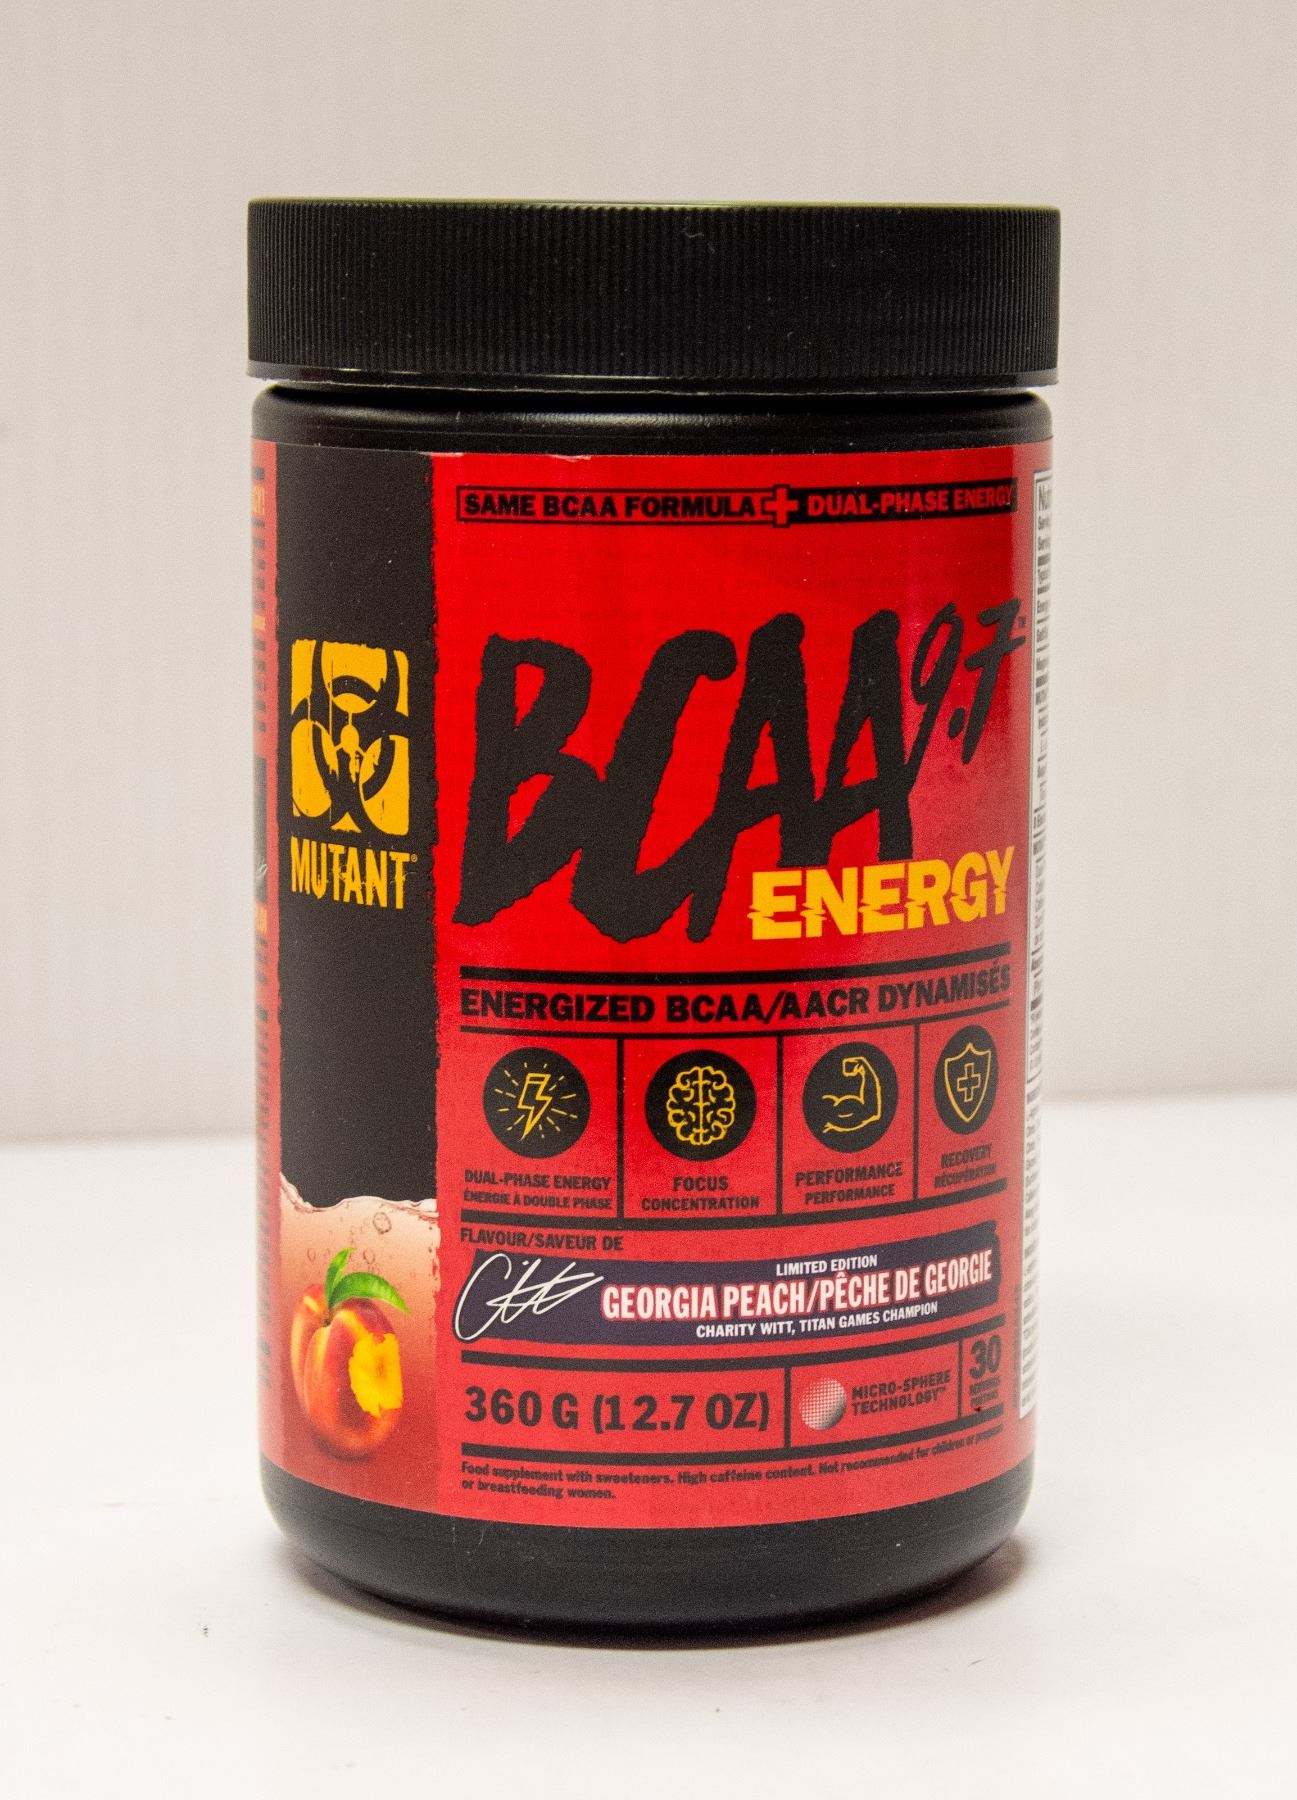 SAME BCAA FORMULA + DUAL-PHASE ENERGY
BCAA 9.7™
ENERGY
MUTANT®
ENERGIZED BCAA/AACR DYNAMISÉS
DUAL-PHASE ENERGY
ÉNERGIE À DOUBLE PHASE
FOCUS
CONCENTRATION
PERFORMANCE
PERFORMANCE
RECOVERY
RÉCUPÉRATION
FLAVOUR/SAVEUR DE
LIMITED EDITION
GEORGIA PEACH/PÊCHE DE GEORGIE
CHARITY WITT, TITAN GAMES CHAMPION
360 G (12.7 OZ)
MICRO-SPHERE
TECHNOLOGY™
30
Food supplement with sweeteners. High caffeine content. Not recommended for children or pregnant
or breastfeeding women.